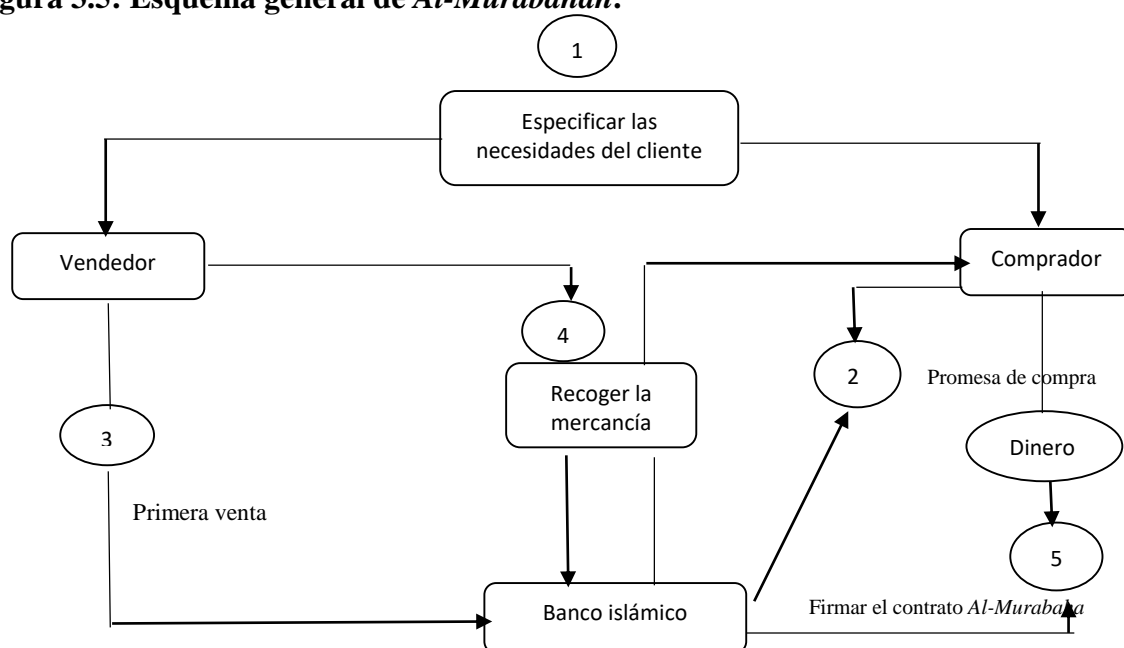 gura 3.5: Esquema general de Al-Murabahah.
1
Especificar las
necesidades del cliente
Vendedor
Comprador
4
2
Promesa de compra
Recoger la
mercancía
3
Dinero
Primera venta
5
Banco islámico
Firmar el contrato Al-Murabaha